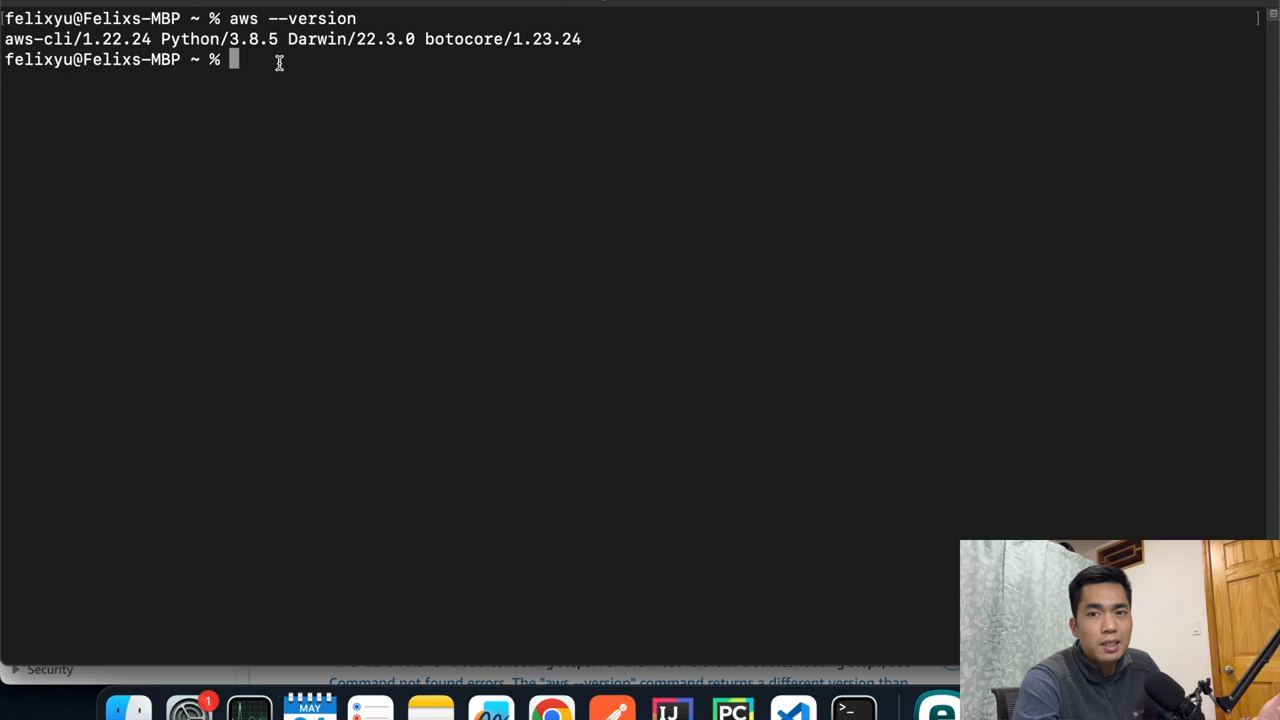 [felixyu@Felixs-MBP ~ % aws --version ]
aws-cli/1.22.24 Python/3.8.5 Darwin/22.3.0 botocore/1.23.24
felixyu@Felixs-MBP ~ %
Security
Command not found errors. The "aws --version" command returns a different version than
1
MAY
IJ
PC
>_
e